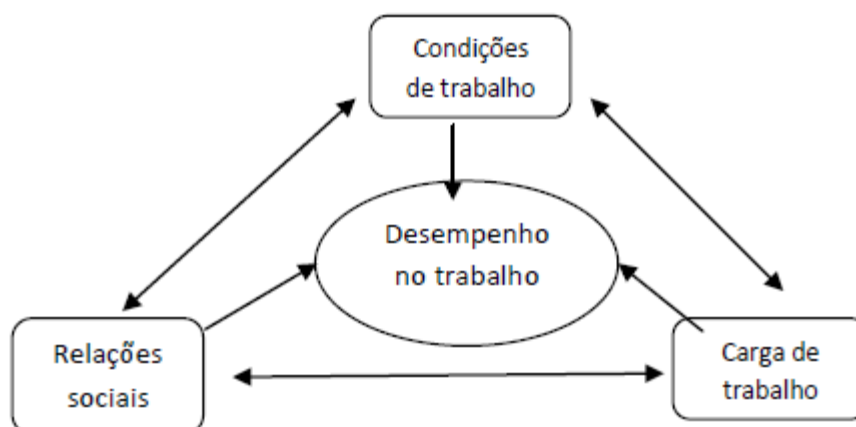 Condições
de trabalho
Desempenho
no trabalho
Relações
sociais
Carga de
trabalho